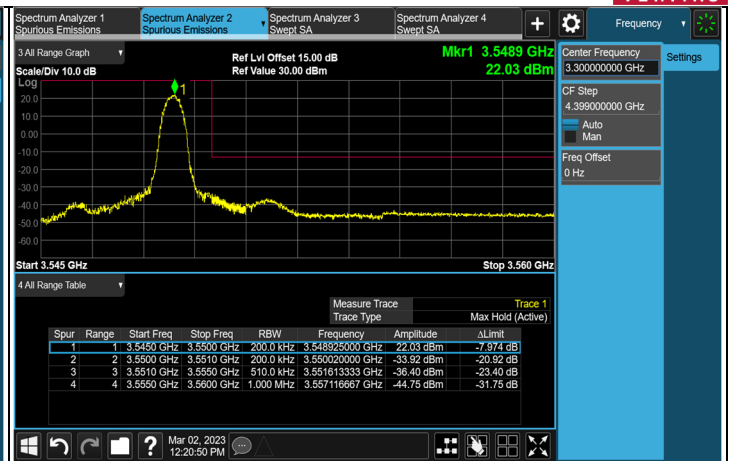 Spectrum Analyzer 1
Spurious Emissions
Spectrum Analyzer 2
Spurious Emissions
Spectrum Analyzer 3
Swept SA
Spectrum Analyzer 4
Swept SA
+
Frequency
3 All Range Graph
Ref Lvl Offset 15.00 dB
Mkr1 3.5489 GHz
Scale/Div 10.0 dB
Ref Value 30.00 dBm
22.03 dBm
Log
1
20.0
10.0
0.00
-10.0
-20.0
-30.0
-40.0
-50.0
-60.0
Start 3.545 GHz
Stop 3.560 GHz
Center Frequency
3.30000000 GHz
Settings
CF Step
4.399000000 GHz
Auto
Man
Freq Offset
0 Hz
4 All Range Table
Measure Trace Trace 1
Trace Type Max Hold (Active)
Spur Range Start Freq Stop Freq RBW Frequency Amplitude ΔLimit
1 1 3.5450 GHz 3.5500 GHz 200.0 kHz 3.548925000 GHz 22.03 dBm -7.974 dB
2 2 3.5500 GHz 3.5510 GHz 200.0 kHz 3.550020000 GHz -33.92 dBm -20.92 dB
3 3 3.5510 GHz 3.5550 GHz 510.0 kHz 3.551613333 GHz -36.40 dBm -23.40 dB
4 4 3.5550 GHz 3.5600 GHz 1.000 MHz 3.557116667 GHz -44.75 dBm -31.75 dB
?
Mar 02, 2023
12:20:50 PM